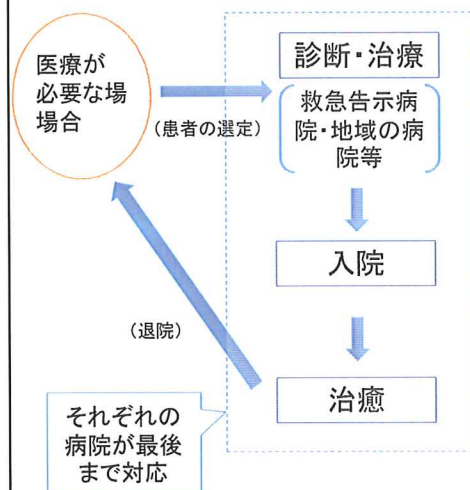 医療が
必要な場
場合
(患者の選定)
診断・治療
救急告示病
院・地域の病
院等
入院
(退院)
治癒
それぞれの
病院が最後
まで対応